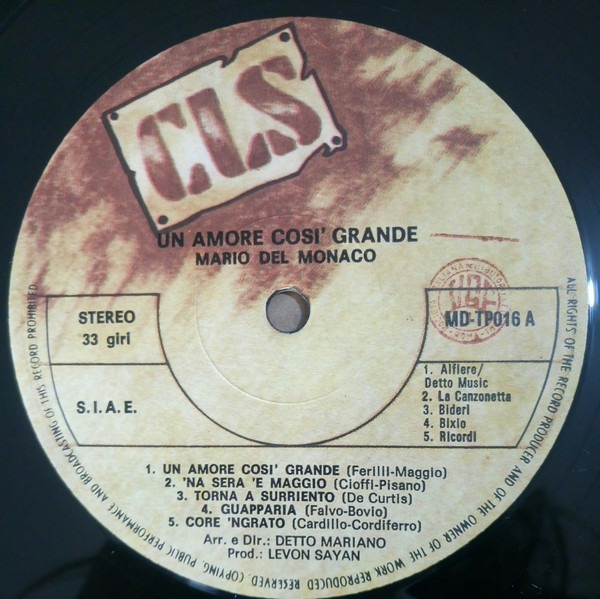 C.L.S
UN AMORE COSI' GRANDE
MARIO DEL MONACO
STEREO
33 giri
S.I.A.E.
MD-TP016 A
1. Alfiere/
Detto Music
2. La Canzonetta
3. Bideri
4. Bixio
5. Ricordi
1. UN AMORE COSI' GRANDE (Ferilli-Maggio)
2. 'NA SERA 'E MAGGIO (Cioffi-Pisano)
3. TORNA A SURRIENTO (De Curtis)
4. GUAPPARIA (Falvo-Bovio)
5. CORE 'NGRATO (Cardillo-Cordiferro)
Arr. e Dir.: DETTO MARIANO
Prod.: LEVON SAYAN
ALL RIGHTS OF THE RECORD PRODUCER AND OF THE OWNER OF THE WORK REPRODUCED RESERVED. COPYING, PUBLIC PERFORMANCE AND BROADCASTING OF THIS RECORD PROHIBITED